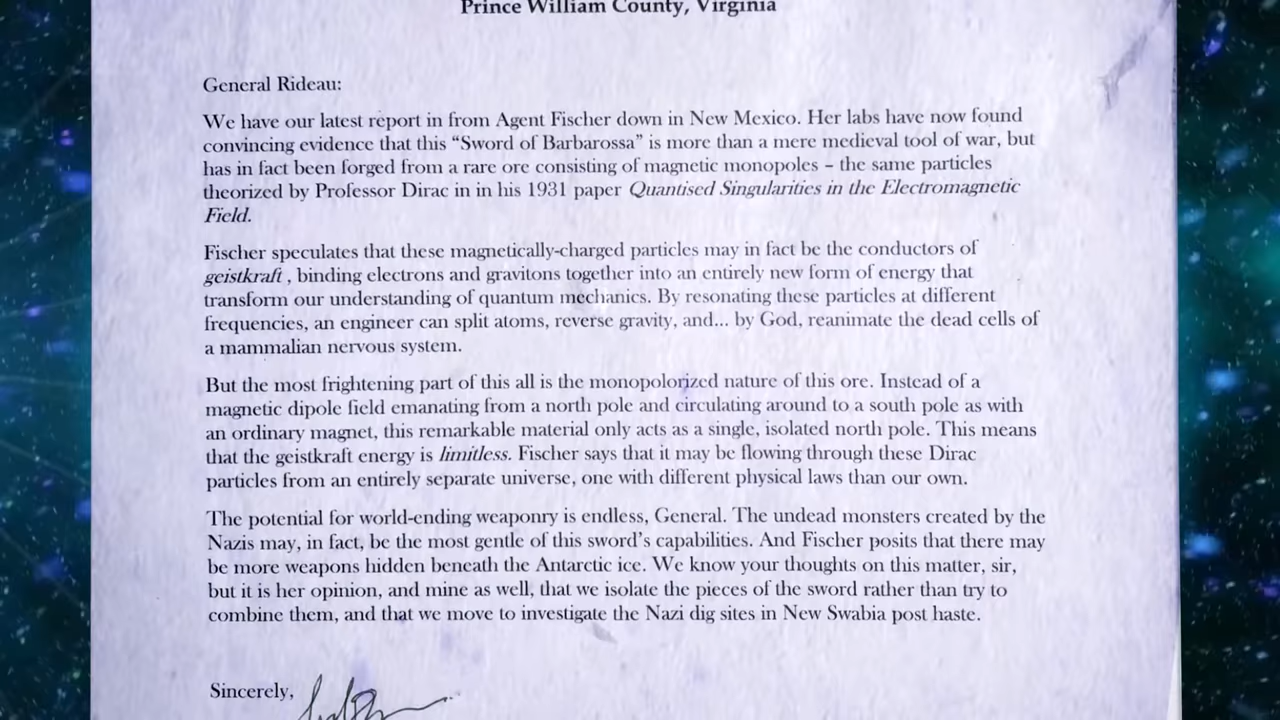 Prince William County, Virginia
General Rideau:
We have our latest report in from Agent Fischer down in New Mexico. Her labs have now found
convincing evidence that this “Sword of Barbarossa” is more than a mere medieval tool of war, but
has in fact been forged from a rare ore consisting of magnetic monopoles – the same particles
theorized by Professor Dirac in in his 1931 paper Quantised Singularities in the Electromagnetic
Field.
Fischer speculates that these magnetically-charged particles may in fact be the conductors of
geistkraft , binding electrons and gravitons together into an entirely new form of energy that
transform our understanding of quantum mechanics. By resonating these particles at different
frequencies, an engineer can split atoms, reverse gravity, and... by God, reanimate the dead cells of
a mammalian nervous system.
But the most frightening part of this all is the monopolorized nature of this ore. Instead of a
magnetic dipole field emanating from a north pole and circulating around to a south pole as with
an ordinary magnet, this remarkable material only acts as a single, isolated north pole. This means
that the geistkraft energy is limitless. Fischer says that it may be flowing through these Dirac
particles from an entirely separate universe, one with different physical laws than our own.
The potential for world-ending weaponry is endless, General. The undead monsters created by the
Nazis may, in fact, be the most gentle of this sword’s capabilities. And Fischer posits that there may
be more weapons hidden beneath the Antarctic ice. We know your thoughts on this matter, sir,
but it is her opinion, and mine as well, that we isolate the pieces of the sword rather than try to
combine them, and that we move to investigate the Nazi dig sites in New Swabia post haste.
Sincerely,